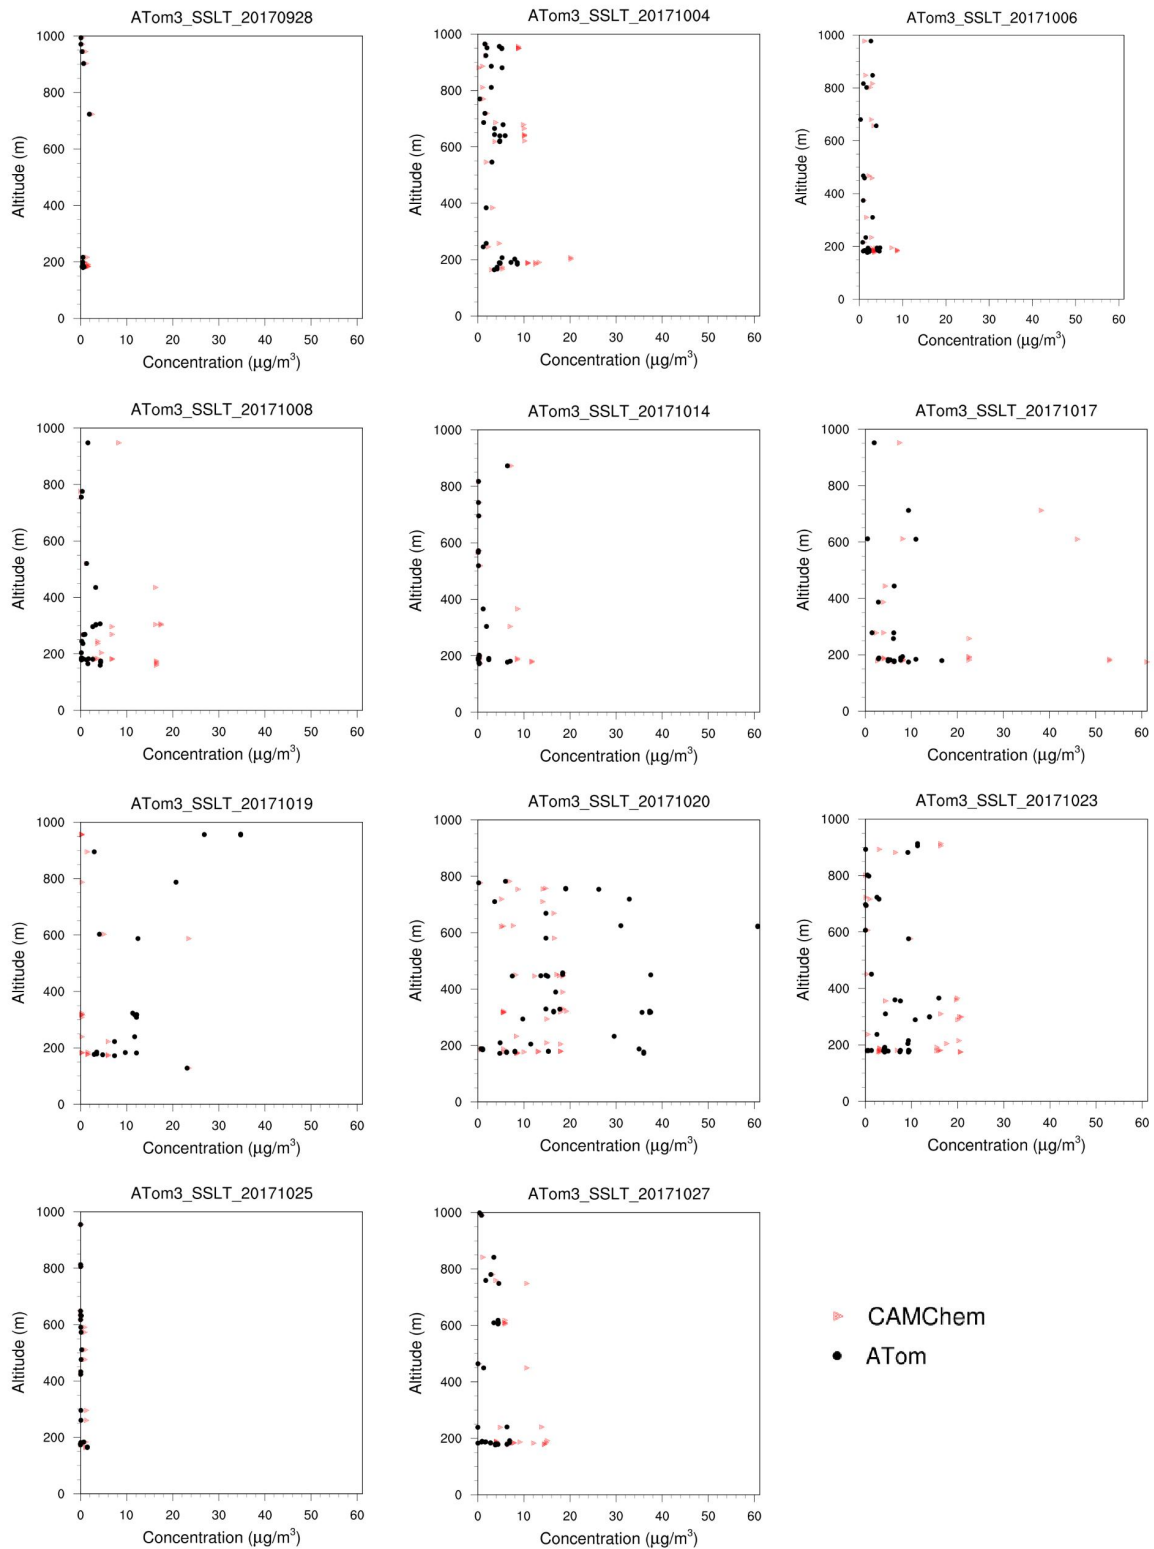 ATom3_SSLT_20170928
1000
800
600
400
200
0
Altitude (m)
0 10 20 30 40 50 60
Concentration (µg/m³)
ATom3_SSLT_20171004
1000
800
600
400
200
0
Altitude (m)
0 10 20 30 40 50 60
Concentration (µg/m³)
ATom3_SSLT_20171006
1000
800
600
400
200
0
Altitude (m)
0 10 20 30 40 50 60
Concentration (µg/m³)
ATom3_SSLT_20171008
1000
800
600
400
200
0
Altitude (m)
0 10 20 30 40 50 60
Concentration (µg/m³)
ATom3_SSLT_20171014
1000
800
600
400
200
0
Altitude (m)
0 10 20 30 40 50 60
Concentration (µg/m³)
ATom3_SSLT_20171017
1000
800
600
400
200
0
Altitude (m)
0 10 20 30 40 50 60
Concentration (µg/m³)
ATom3_SSLT_20171019
1000
800
600
400
200
0
Altitude (m)
0 10 20 30 40 50 60
Concentration (µg/m³)
ATom3_SSLT_20171020
1000
800
600
400
200
0
Altitude (m)
0 10 20 30 40 50 60
Concentration (µg/m³)
ATom3_SSLT_20171023
1000
800
600
400
200
0
Altitude (m)
0 10 20 30 40 50 60
Concentration (µg/m³)
ATom3_SSLT_20171025
1000
800
600
400
200
0
Altitude (m)
0 10 20 30 40 50 60
Concentration (µg/m³)
ATom3_SSLT_20171027
1000
800
600
400
200
0
Altitude (m)
0 10 20 30 40 50 60
Concentration (µg/m³)
CAMChem
ATom